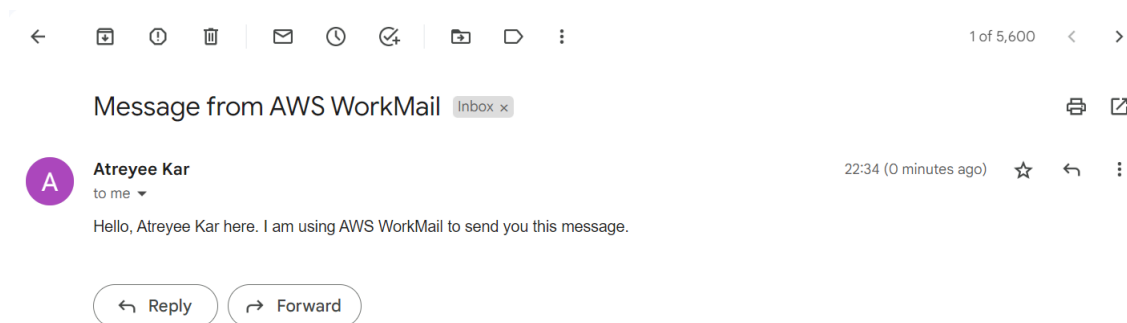 1 of 5,600
Message from AWS WorkMail Inbox ×
A
Atreyee Kar
22:34 (0 minutes ago)
to me
Hello, Atreyee Kar here. I am using AWS WorkMail to send you this message.
Reply Forward